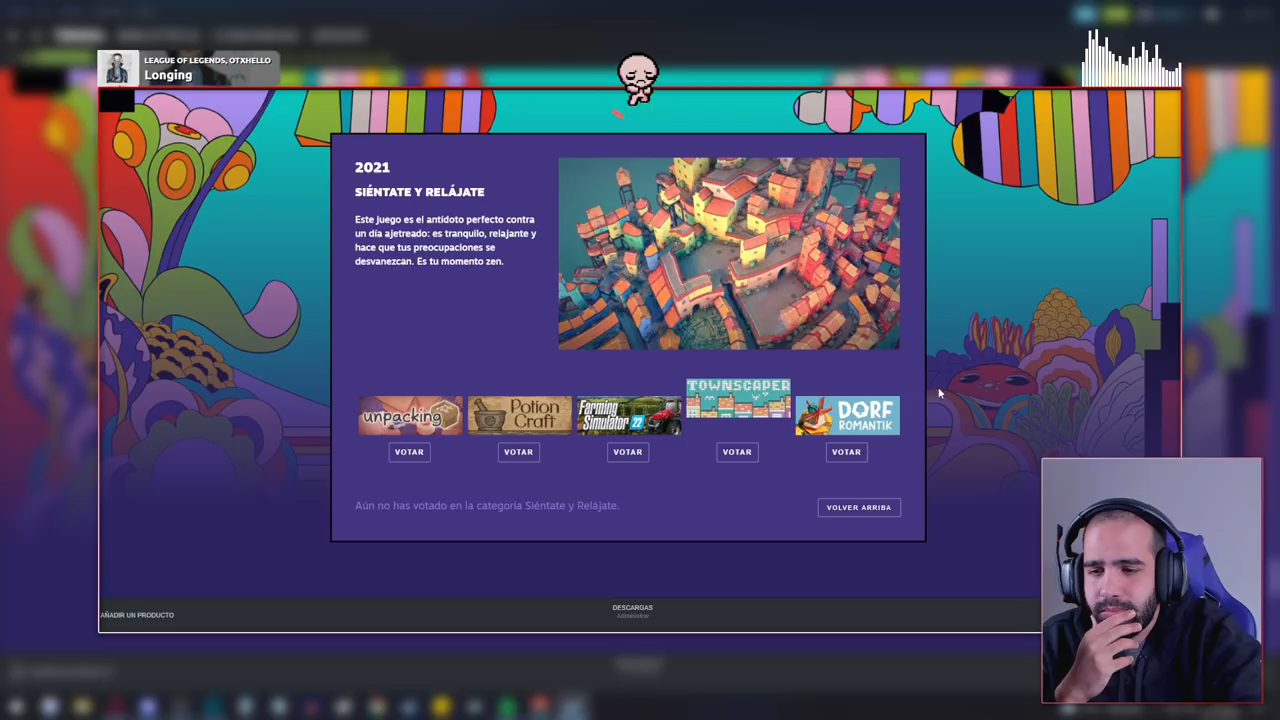 LEAGUE OF LEGENDS, OTXHELLO
Longing
2021
SIÉNTATE Y RELÁJATE
Este juego es el antídoto perfecto contra
un día ajetreado: es tranquilo, relajante y
hace que tus preocupaciones se
desvanezcan. Es tu momento zen.
unpacking
Potion
Craft
Farming
Simulator 22
TOWNSCAPER
DORF
ROMANTIK
VOTAR
VOTAR
VOTAR
VOTAR
VOTAR
Aún no has votado en la categoría Siéntate y Relájate.
VOLVER ARRIBA
AÑADIR UN PRODUCTO
DESCARGAS
Administrar